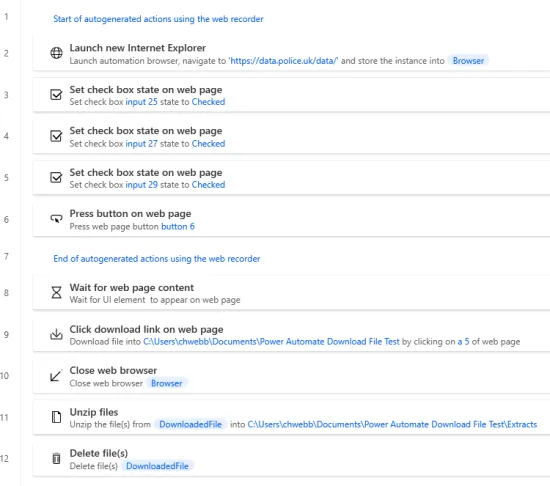 1
Start of autogenerated actions using the web recorder
2
Launch new Internet Explorer
Launch automation browser, navigate to 'https://data.police.uk/data/' and store the instance into Browser
3
Set check box state on web page
Set check box input 25 state to Checked
4
Set check box state on web page
Set check box input 27 state to Checked
5
Set check box state on web page
Set check box input 29 state to Checked
6
Press button on web page
Press web page button button 6
7
End of autogenerated actions using the web recorder
8
Wait for web page content
Wait for UI element to appear on web page
9
Click download link on web page
Download file into C:\Users\chwebb\Documents\Power Automate Download File Test by clicking on a 5 of web page
10
Close web browser
Close web browser Browser
11
Unzip files
Unzip the file(s) from DownloadedFile into C:\Users\chwebb\Documents\Power Automate Download File Test\Extracts
12
Delete file(s)
Delete file(s) DownloadedFile